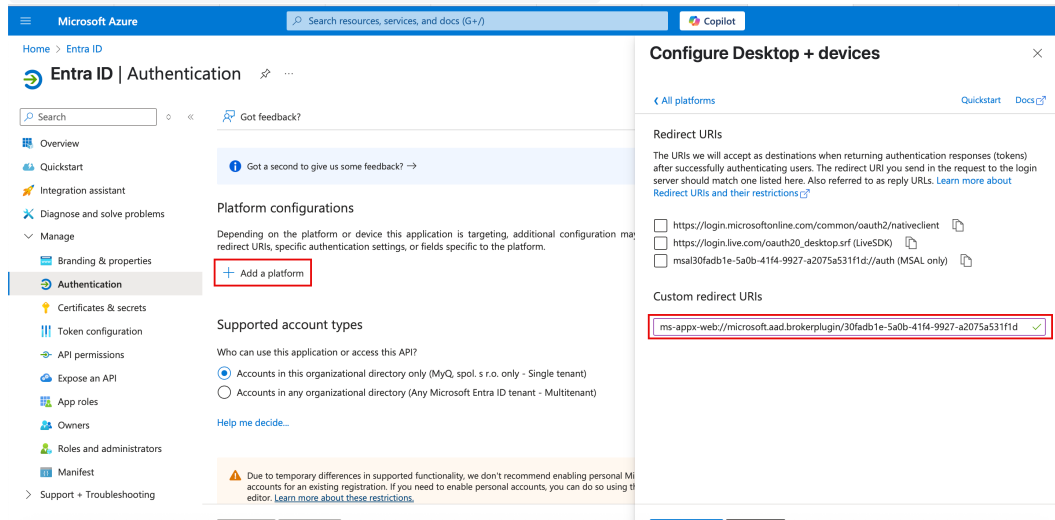 Microsoft Azure
Search resources, services, and docs (G+/)
Copilot
Home > Entra ID
Entra ID | Authentication
Search
Overview
Quickstart
Integration assistant
Diagnose and solve problems
Manage
Branding & properties
Authentication
Certificates & secrets
Token configuration
API permissions
Expose an API
App roles
Owners
Roles and administrators
Manifest
Support + Troubleshooting
Got feedback?
Got a second to give us some feedback? →
Platform configurations
Depending on the platform or device this application is targeting, additional configuration may
redirect URIs, specific authentication settings, or fields specific to the platform.
+ Add a platform
Supported account types
Who can use this application or access this API?
Accounts in this organizational directory only (MyQ, spol. s r.o. only - Single tenant)
Accounts in any organizational directory (Any Microsoft Entra ID tenant - Multitenant)
Help me decide...
Due to temporary differences in supported functionality, we don't recommend enabling personal Mi
accounts for an existing registration. If you need to enable personal accounts, you can do so using th
editor. Learn more about these restrictions.
Configure Desktop + devices
All platforms
Quickstart
Docs
Redirect URIs
The URIs we will accept as destinations when returning authentication responses (tokens)
after successfully authenticating users. The redirect URI you send in the request to the login
server should match one listed here. Also referred to as reply URLs. Learn more about
Redirect URIs and their restrictions
https://login.microsoftonline.com/common/oauth2/nativeclient
https://login.live.com/oauth20_desktop.srf (LiveSDK)
msal30fadb1e-5a0b-41f4-9927-a2075a531f1d://auth (MSAL only)
Custom redirect URIs
ms-appx-web://microsoft.aad.brokerplugin/30fadb1e-5a0b-41f4-9927-a2075a531f1d